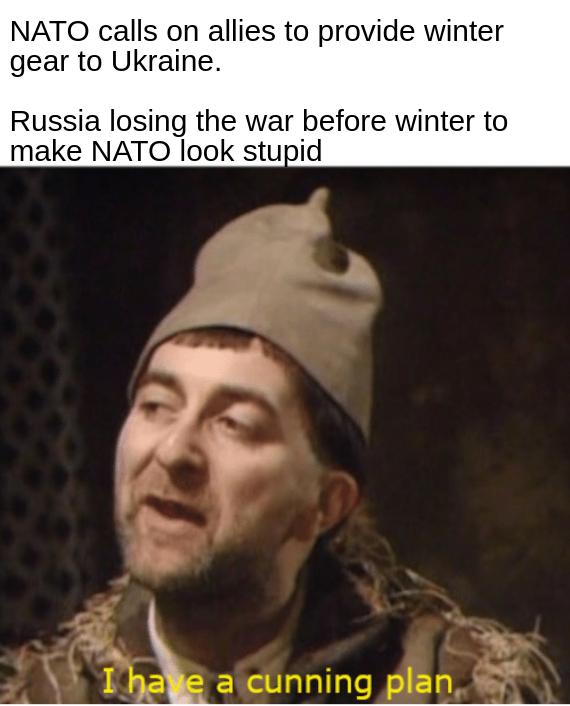 NATO calls on allies to provide winter
gear to Ukraine.
Russia losing the war before winter to
make NATO look stupid
I have a cunning plan